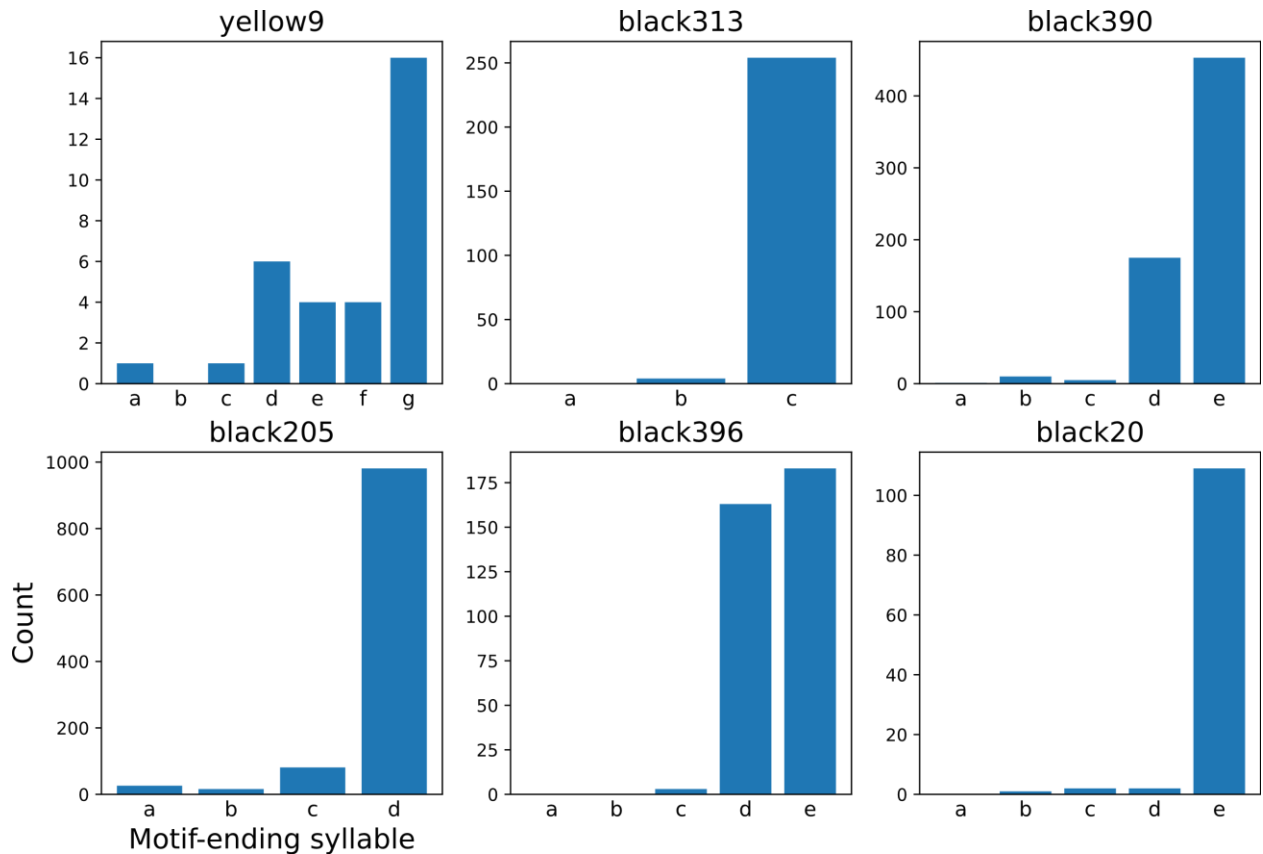 yellow9
16
14
12
10
8
6
4
2
0
a b c d e f g
black313
250
200
150
100
50
0
a b c
black390
400
300
200
100
0
a b c d e
black205
1000
800
600
400
200
0
a b c d
Count
Motif-ending syllable
black396
175
150
125
100
75
50
25
0
a b c d e
black20
100
80
60
40
20
0
a b c d e